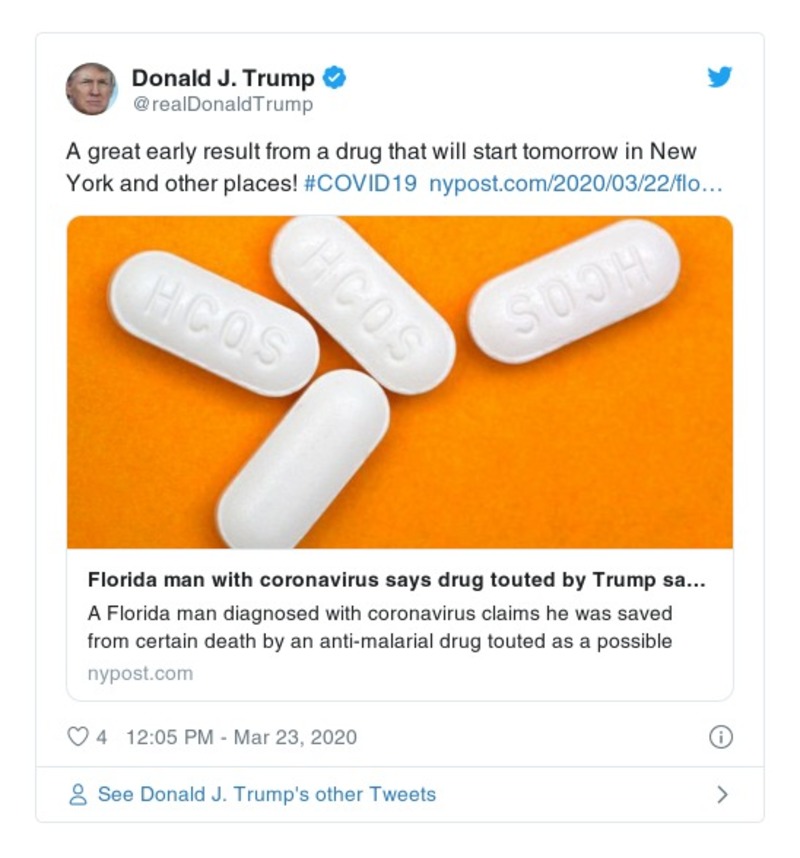 Donald J. Trump
@realDonaldTrump
A great early result from a drug that will start tomorrow in New
York and other places! #COVID19 nypost.com/2020/03/22/flo…
HCQS
HCQS
HCQS
Florida man with coronavirus says drug touted by Trump sa...
A Florida man diagnosed with coronavirus claims he was saved
from certain death by an anti-malarial drug touted as a possible
nypost.com
4 12:05 PM - Mar 23, 2020
See Donald J. Trump's other Tweets